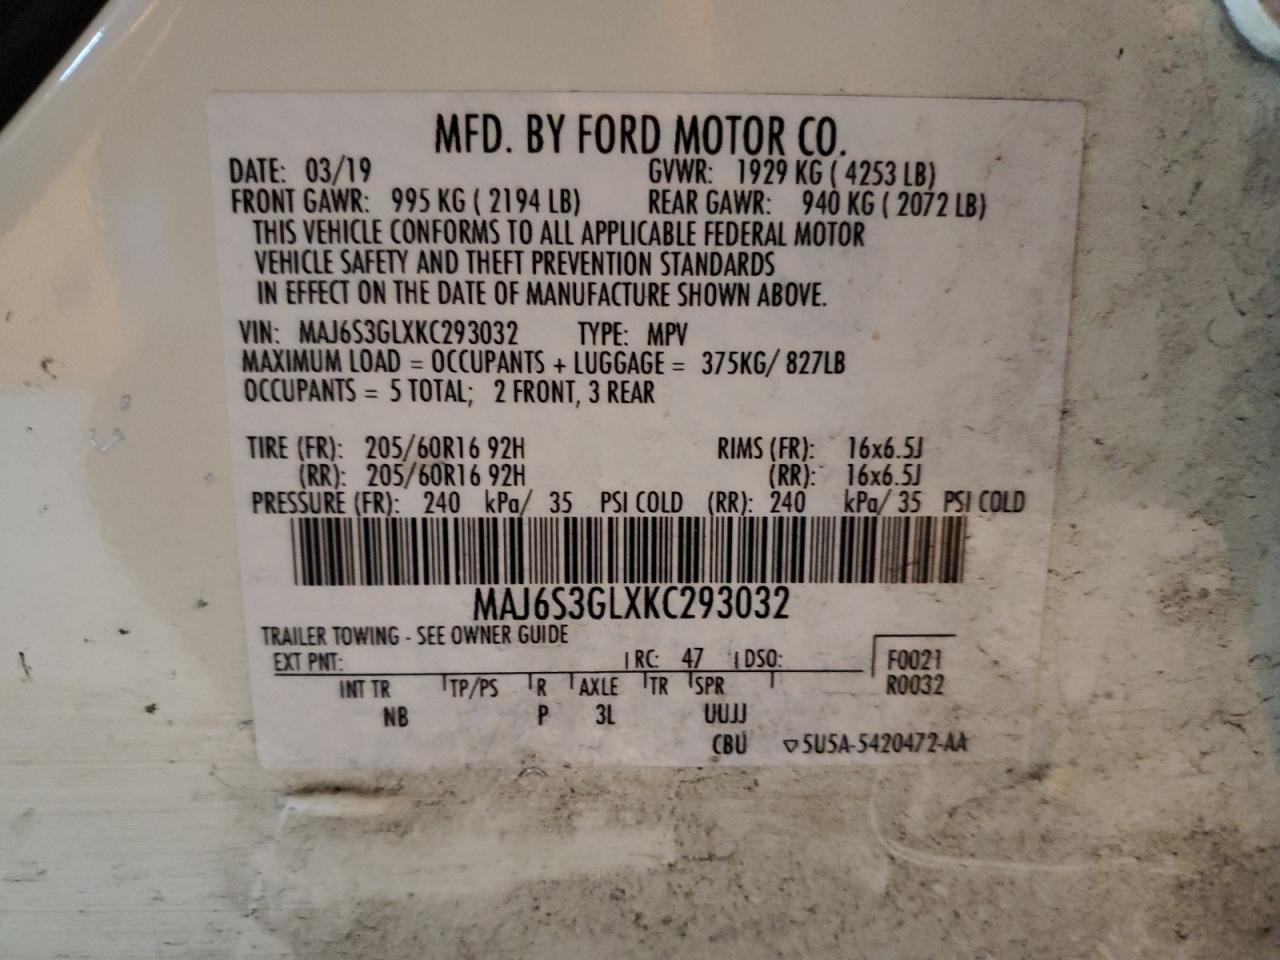 MFD. BY FORD MOTOR CO.
DATE: 03/19 GVWR: 1929 KG ( 4253 LB)
FRONT GAWR: 995 KG ( 2194 LB) REAR GAWR: 940 KG ( 2072 LB)
THIS VEHICLE CONFORMS TO ALL APPLICABLE FEDERAL MOTOR
VEHICLE SAFETY AND THEFT PREVENTION STANDARDS
IN EFFECT ON THE DATE OF MANUFACTURE SHOWN ABOVE.
VIN: MAJ6S3GLXKC293032 TYPE: MPV
MAXIMUM LOAD = OCCUPANTS + LUGGAGE = 375KG/ 827LB
OCCUPANTS = 5 TOTAL; 2 FRONT, 3 REAR
TIRE (FR): 205/60R16 92H RIMS (FR): 16x6.5J
(RR): 205/60R16 92H (RR): 16x6.5J
PRESSURE (FR): 240 kPa/ 35 PSI COLD (RR): 240 kPa/ 35 PSI COLD
MAJ6S3GLXKC293032
TRAILER TOWING - SEE OWNER GUIDE
EXT PNT: RC: 47 DSO: F0021
INT TR TP/PS R AXLE TR SPR R0032
NB P 3L UUJJ
CBU ▽5U5A-5420472-AA